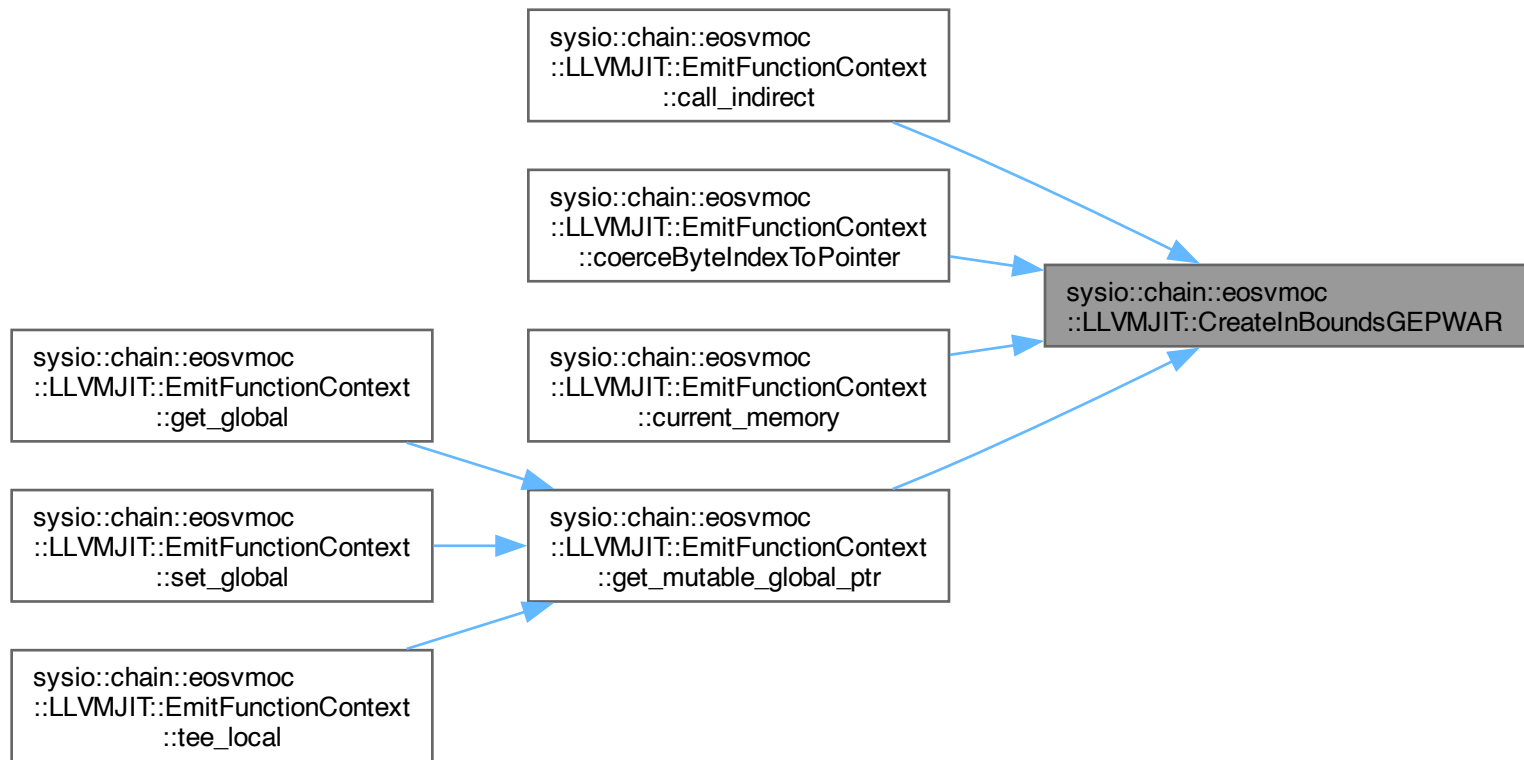 sysio::chain::eosvmoc
::LLVMJIT::EmitFunctionContext
::call_indirect
sysio::chain::eosvmoc
::LLVMJIT::EmitFunctionContext
::coerceByteIndexToPointer
sysio::chain::eosvmoc
::LLVMJIT::CreateInBoundsGEPWAR
sysio::chain::eosvmoc
::LLVMJIT::EmitFunctionContext
::current_memory
sysio::chain::eosvmoc
::LLVMJIT::EmitFunctionContext
::get_global
sysio::chain::eosvmoc
::LLVMJIT::EmitFunctionContext
::set_global
sysio::chain::eosvmoc
::LLVMJIT::EmitFunctionContext
::get_mutable_global_ptr
sysio::chain::eosvmoc
::LLVMJIT::EmitFunctionContext
::tee_local